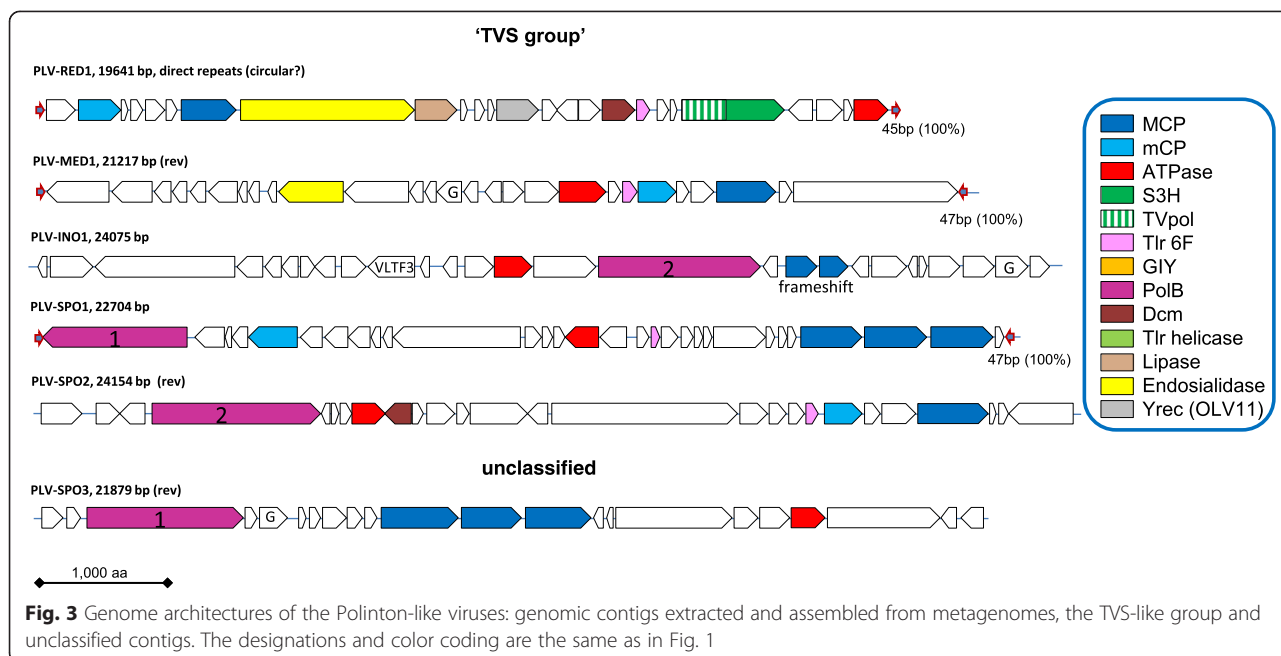 ‘TVS group’
PLV-RED1, 19641 bp, direct repeats (circular?)
45bp (100%)
PLV-MED1, 21217 bp (rev)
G
47bp (100%)
PLV-INO1, 24075 bp
VLTF3
2
G
frameshift
PLV-SPO1, 22704 bp
1
47bp (100%)
PLV-SPO2, 24154 bp (rev)
2
unclassified
PLV-SPO3, 21879 bp (rev)
1
G
1,000 aa
MCP
mCP
ATPase
S3H
TVpol
Tlr 6F
GIY
PolB
Dcm
Tlr helicase
Lipase
Endosialidase
Yrec (OLV11)
Fig. 3 Genome architectures of the Polinton-like viruses: genomic contigs extracted and assembled from metagenomes, the TVS-like group and
unclassified contigs. The designations and color coding are the same as in Fig. 1